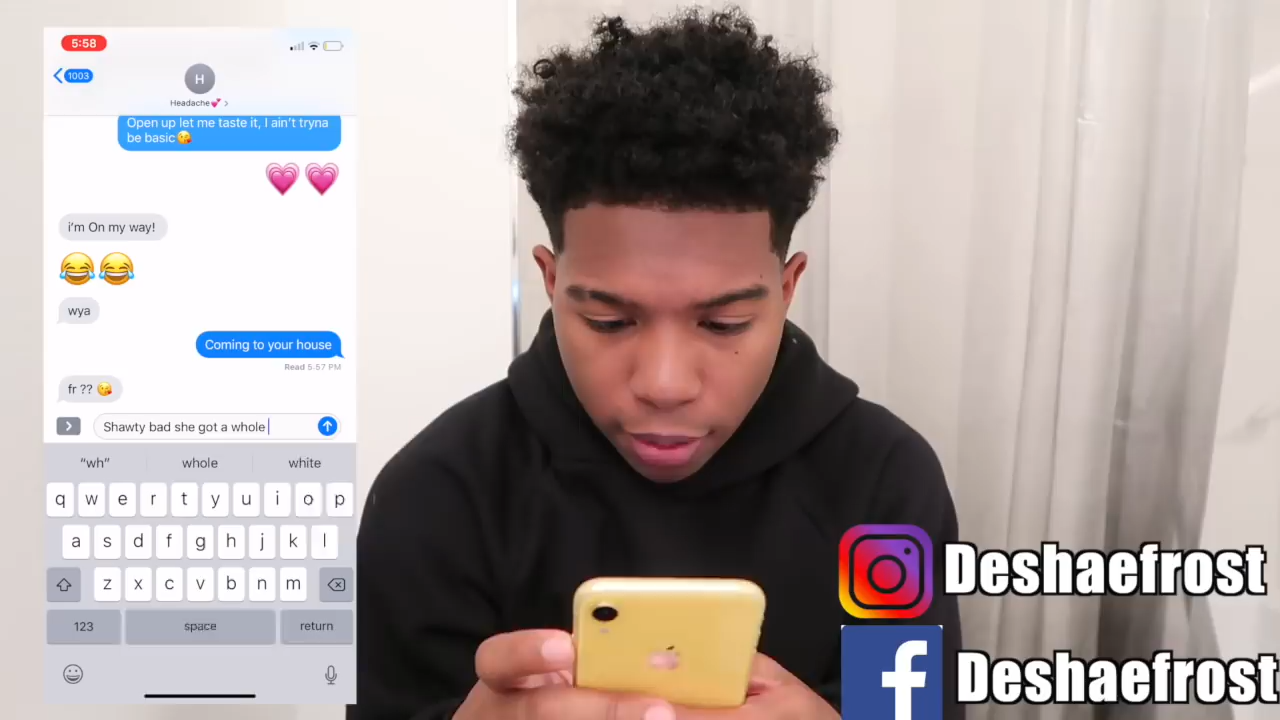 5:58
1003
H
Headache💕 >
Open up let me taste it, I ain't tryna
be basic😘
💗💗
i'm On my way!
😂😂
wya
Coming to your house
Read 5:57 PM
fr ?? 😘
Shawty bad she got a whole
"wh" whole white
q w e r t y u i o p
a s d f g h j k l
z x c v b n m
123 space return
Deshaefrost
f Deshaefrost